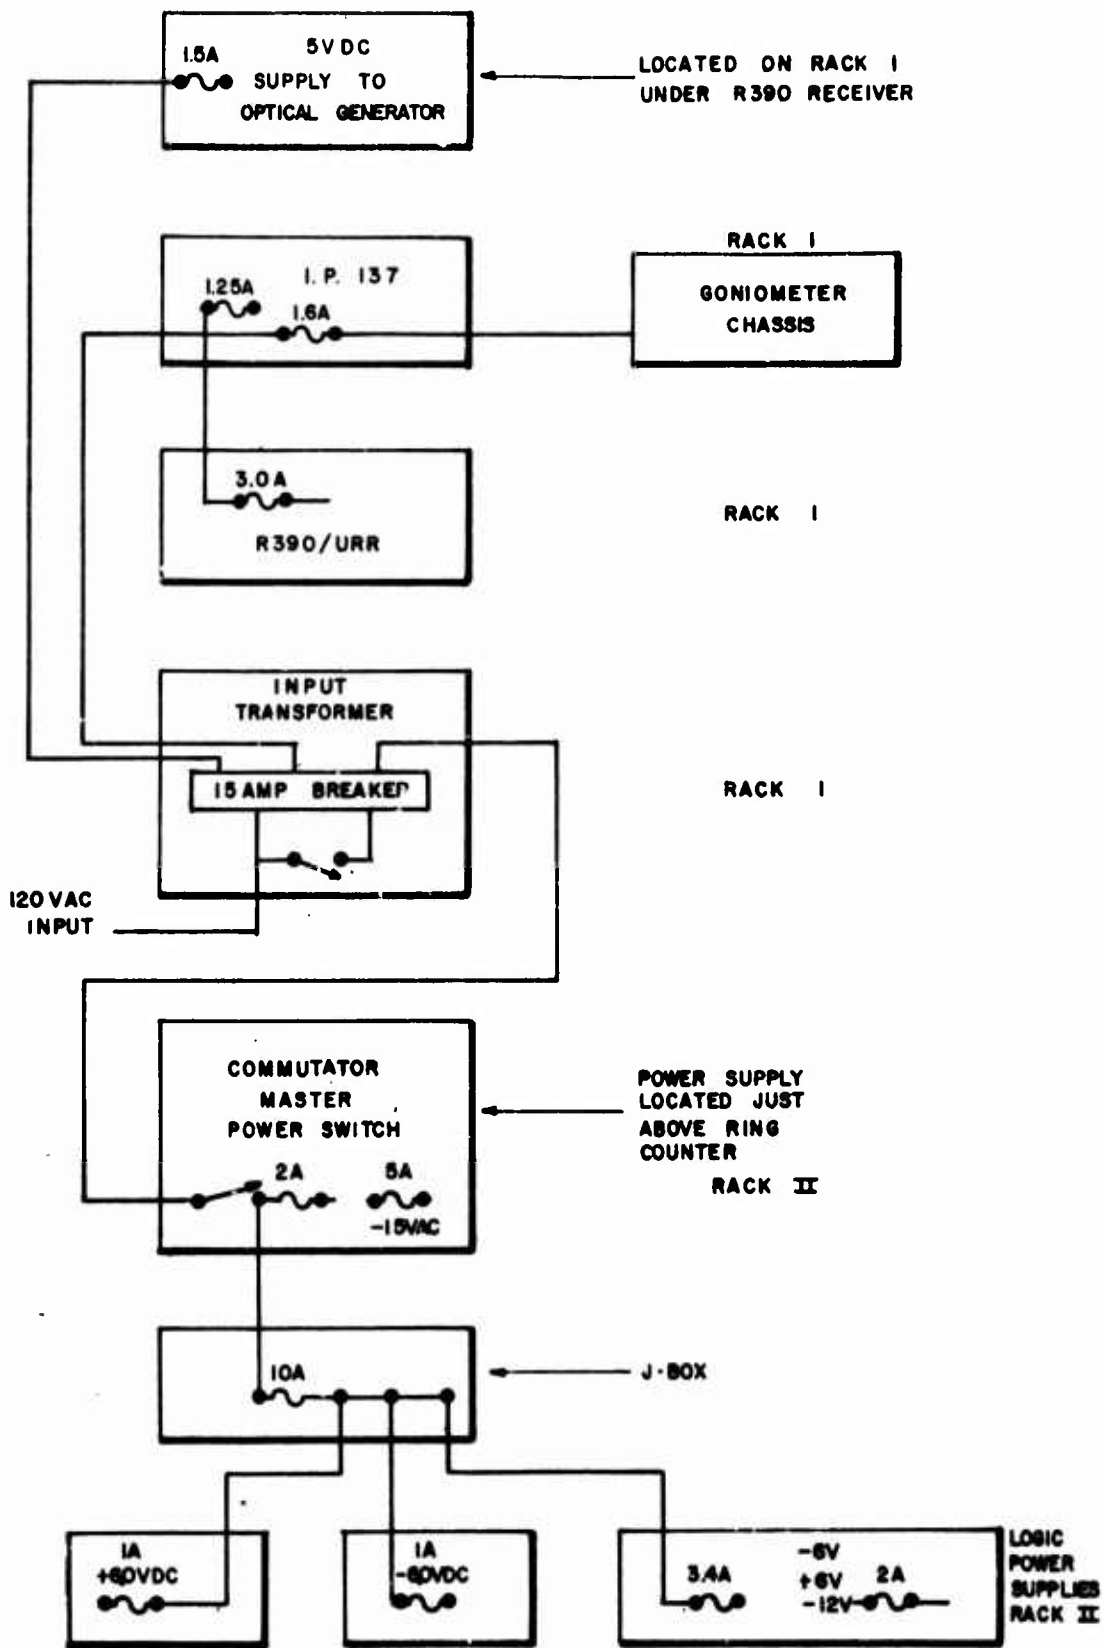 1.5A
5VDC
SUPPLY TO
OPTICAL GENERATOR
LOCATED ON RACK I
UNDER R390 RECEIVER
I.P. 137
1.25A
1.6A
RACK I
GONIOMETER
CHASSIS
3.0A
R390/URR
RACK I
INPUT
TRANSFORMER
15 AMP BREAKER
RACK I
120 VAC
INPUT
COMMUTATOR
MASTER
POWER SWITCH
2A
5A
-15VAC
POWER SUPPLY
LOCATED JUST
ABOVE RING
COUNTER
RACK II
10A
J-BOX
1A
+60VDC
1A
-60VDC
3.4A
-6V
+6V
-12V
2A
LOGIC
POWER
SUPPLIES
RACK II